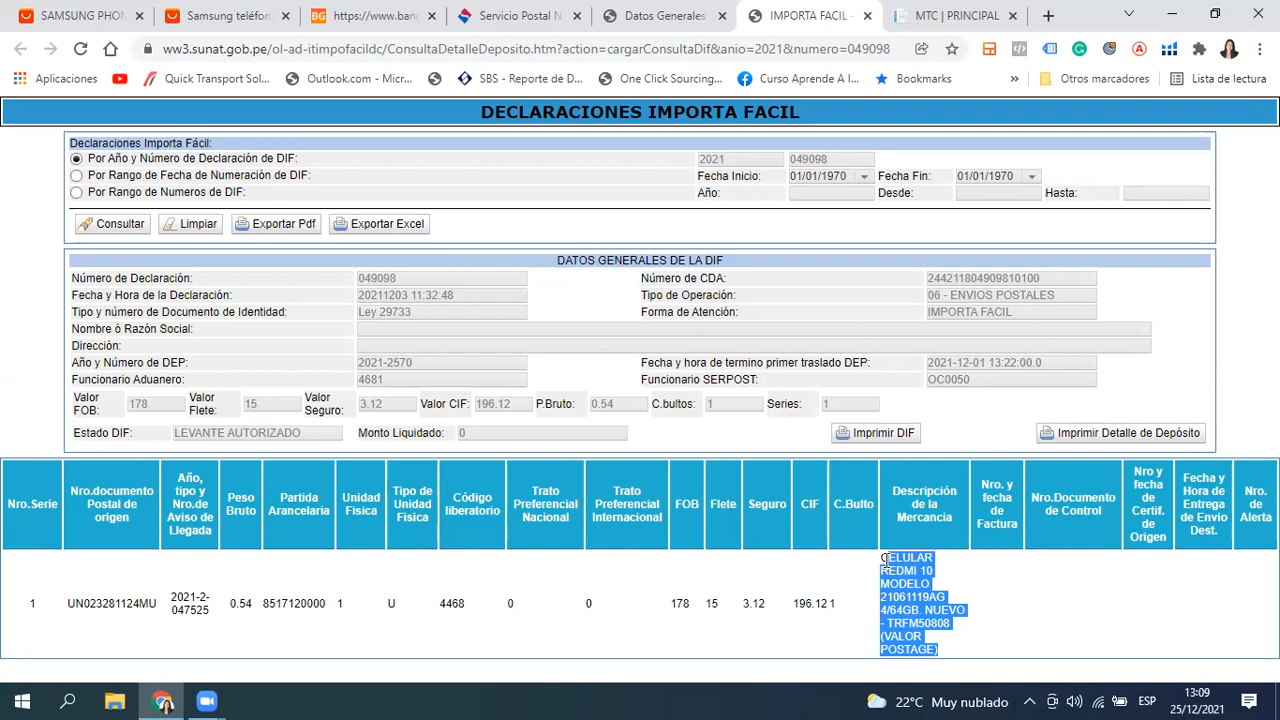 SAMSUNG PHON
Samsung teléfon
https://www.bang
Servicio Postal N
Datos Generales
IMPORTA FACIL -
MTC | PRINCIPAL
ww3.sunat.gob.pe/ol-ad-itimpofacildc/ConsultaDetalleDeposito.htm?action=cargarConsultaDif&anio=2021&numero=049098
Aplicaciones
Quick Transport Sol...
Outlook.com - Micr...
SBS - Reporte de D...
One Click Sourcing...
Curso Aprende A I...
Bookmarks
»
Otros marcadores
Lista de lectura
DECLARACIONES IMPORTA FACIL
Declaraciones Importa Fácil:
Por Año y Número de Declaración de DIF: 2021 049098
Por Rango de Fecha de Numeración de DIF: Fecha Inicio: 01/01/1970 Fecha Fin: 01/01/1970
Por Rango de Numeros de DIF: Año: Desde: Hasta:
Consultar Limpiar Exportar Pdf Exportar Excel
DATOS GENERALES DE LA DIF
Número de Declaración: 049098 Número de CDA: 244211804909810100
Fecha y Hora de la Declaración: 20211203 11:32:48 Tipo de Operación: 06 - ENVIOS POSTALES
Tipo y número de Documento de Identidad: Ley 29733 Forma de Atención: IMPORTA FACIL
Nombre ó Razón Social:
Dirección:
Año y Número de DEP: 2021-2570 Fecha y hora de termino primer traslado DEP: 2021-12-01 13:22:00.0
Funcionario Aduanero: 4681 Funcionario SERPOST: OC0050
Valor FOB: 178 Valor Flete: 15 Valor Seguro: 3.12 Valor CIF: 196.12 P.Bruto: 0.54 C.bultos: 1 Series: 1
Estado DIF: LEVANTE AUTORIZADO Monto Liquidado: 0 Imprimir DIF Imprimir Detalle de Depósito
Nro.Serie
Nro.documento
Postal de
origen
Año,
tipo y
Nro.de
Aviso de
Llegada
Peso
Bruto
Partida
Arancelaria
Unidad
Fisica
Tipo de
Unidad
Fisica
Código
liberatorio
Trato
Preferencial
Nacional
Trato
Preferencial
Internacional
FOB
Flete
Seguro
CIF
C.Bulto
Descripción
de la
Mercancia
Nro. y
fecha
de
Factura
Nro.Documento
de Control
Nro y
fecha
de
Certif.
de
Origen
Fecha y
Hora de
Entrega
de Envio
Dest.
Nro.
de
Alerta
1
UN023281124MU
2021-2-
047525
0.54
8517120000
1
U
4468
0
0
178
15
3.12
196.12
1
CELULAR
REDMI 10
MODELO
21061119AG
4/64GB. NUEVO
- TRFM50808
(VALOR
POSTAGE)
22°C Muy nublado
ESP
13:09
25/12/2021